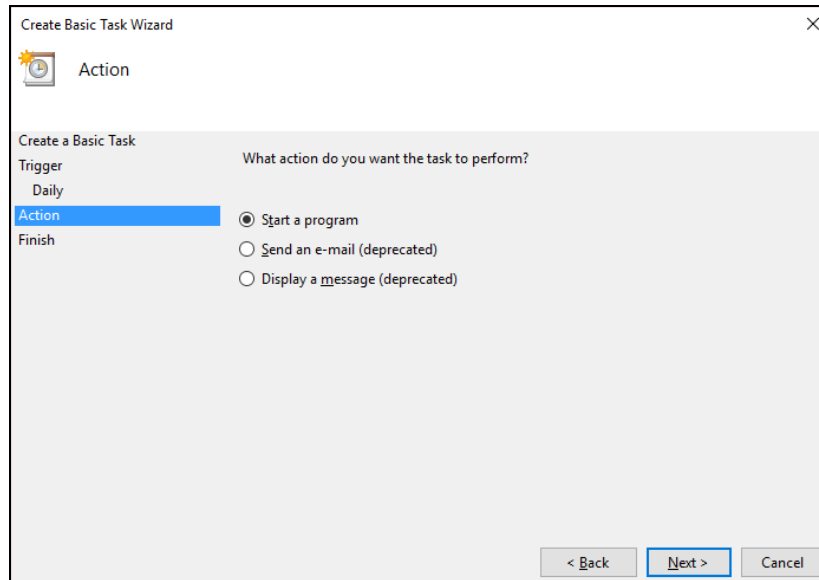 Create Basic Task Wizard
Action
Create a Basic Task
Trigger
Daily
Action
Finish
What action do you want the task to perform?
Start a program
Send an e-mail (deprecated)
Display a message (deprecated)
< Back
Next >
Cancel